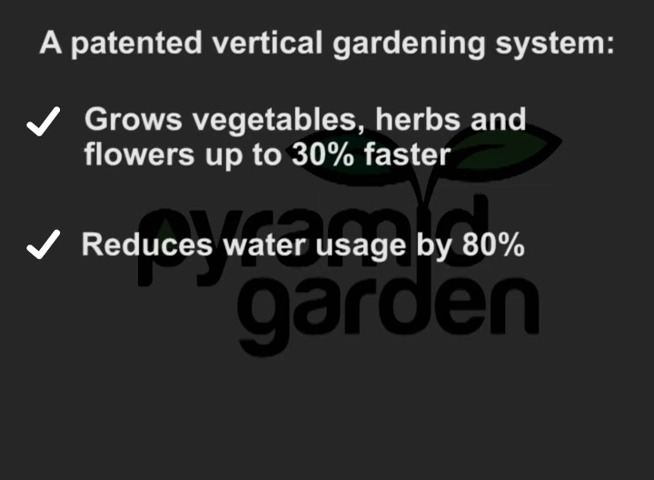 A patented vertical gardening system:
Grows vegetables, herbs and
flowers up to 30% faster
Reduces water usage by 80%
pyramid
garden